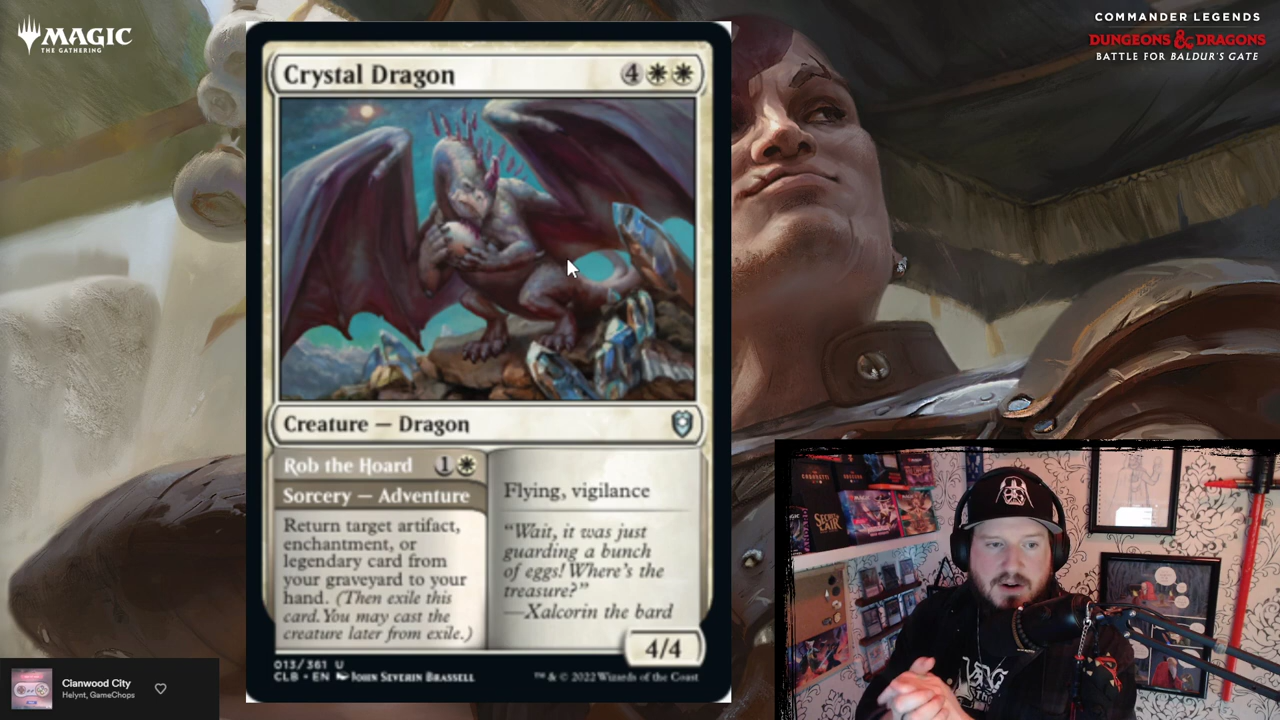 MAGIC
THE GATHERING
COMMANDER LEGENDS
DUNGEONS & DRAGONS
BATTLE FOR BALDUR'S GATE
Crystal Dragon 4
Creature — Dragon
Rob the Hoard 1
Sorcery — Adventure
Return target artifact,
enchantment, or
legendary card from
your graveyard to your
hand. (Then exile this
card. You may cast the
creature later from exile.)
Flying, vigilance
"Wait, it was just
guarding a bunch
of eggs! Where's the
treasure?"
—Xalcorin the bard
4/4
013/361 U
CLB • EN JOHN SEVERIN BRASSELL
™ & © 2022 Wizards of the Coast
Clanwood City
Helynt, GameChops
SECRET
LAIR